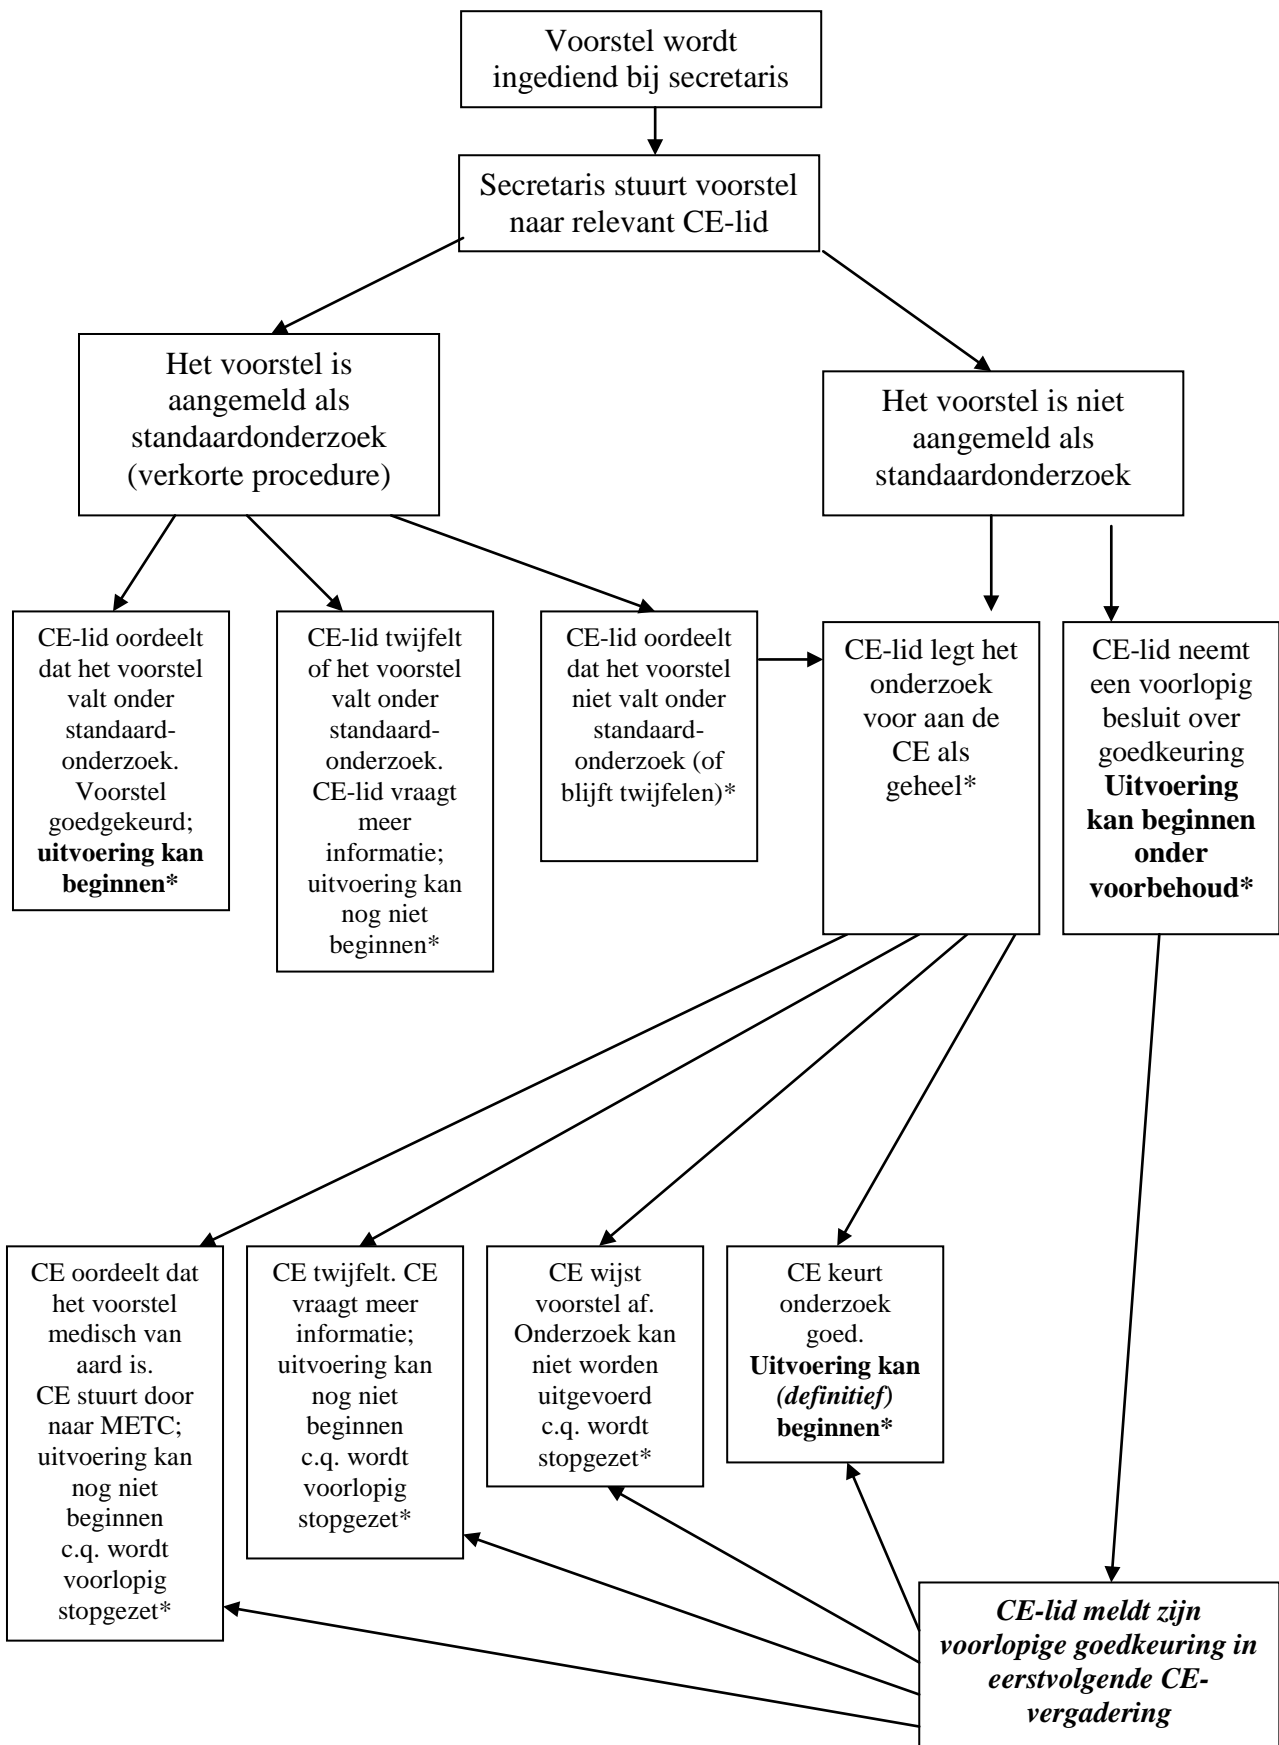 Voorstel wordt
ingediend bij secretaris
Secretaris stuurt voorstel
naar relevant CE-lid
Het voorstel is
aangemeld als
standaardonderzoek
(verkorte procedure)
Het voorstel is niet
aangemeld als
standaardonderzoek
CE-lid oordeelt
dat het voorstel
valt onder
standaard-
onderzoek.
Voorstel
goedgekeurd;
uitvoering kan
beginnen*
CE-lid twijfelt
of het voorstel
valt onder
standaard-
onderzoek.
CE-lid vraagt
meer
informatie;
uitvoering kan
nog niet
beginnen*
CE-lid oordeelt
dat het voorstel
niet valt onder
standaard-
onderzoek (of
blijft twijfelen)*
CE-lid legt het
onderzoek
voor aan de
CE als
geheel*
CE-lid neemt
een voorlopig
besluit over
goedkeuring
Uitvoering
kan beginnen
onder
voorbehoud*
CE oordeelt dat
het voorstel
medisch van
aard is.
CE stuurt door
naar METC;
uitvoering kan
nog niet
beginnen
c.q. wordt
voorlopig
stopgezet*
CE twijfelt. CE
vraagt meer
informatie;
uitvoering kan
nog niet
beginnen
c.q. wordt
voorlopig
stopgezet*
CE wijst
voorstel af.
Onderzoek kan
niet worden
uitgevoerd
c.q. wordt
stopgezet*
CE keurt
onderzoek
goed.
Uitvoering kan
(definitief)
beginnen*
CE-lid meldt zijn
voorlopige goedkeuring in
eerstvolgende CE-
vergadering